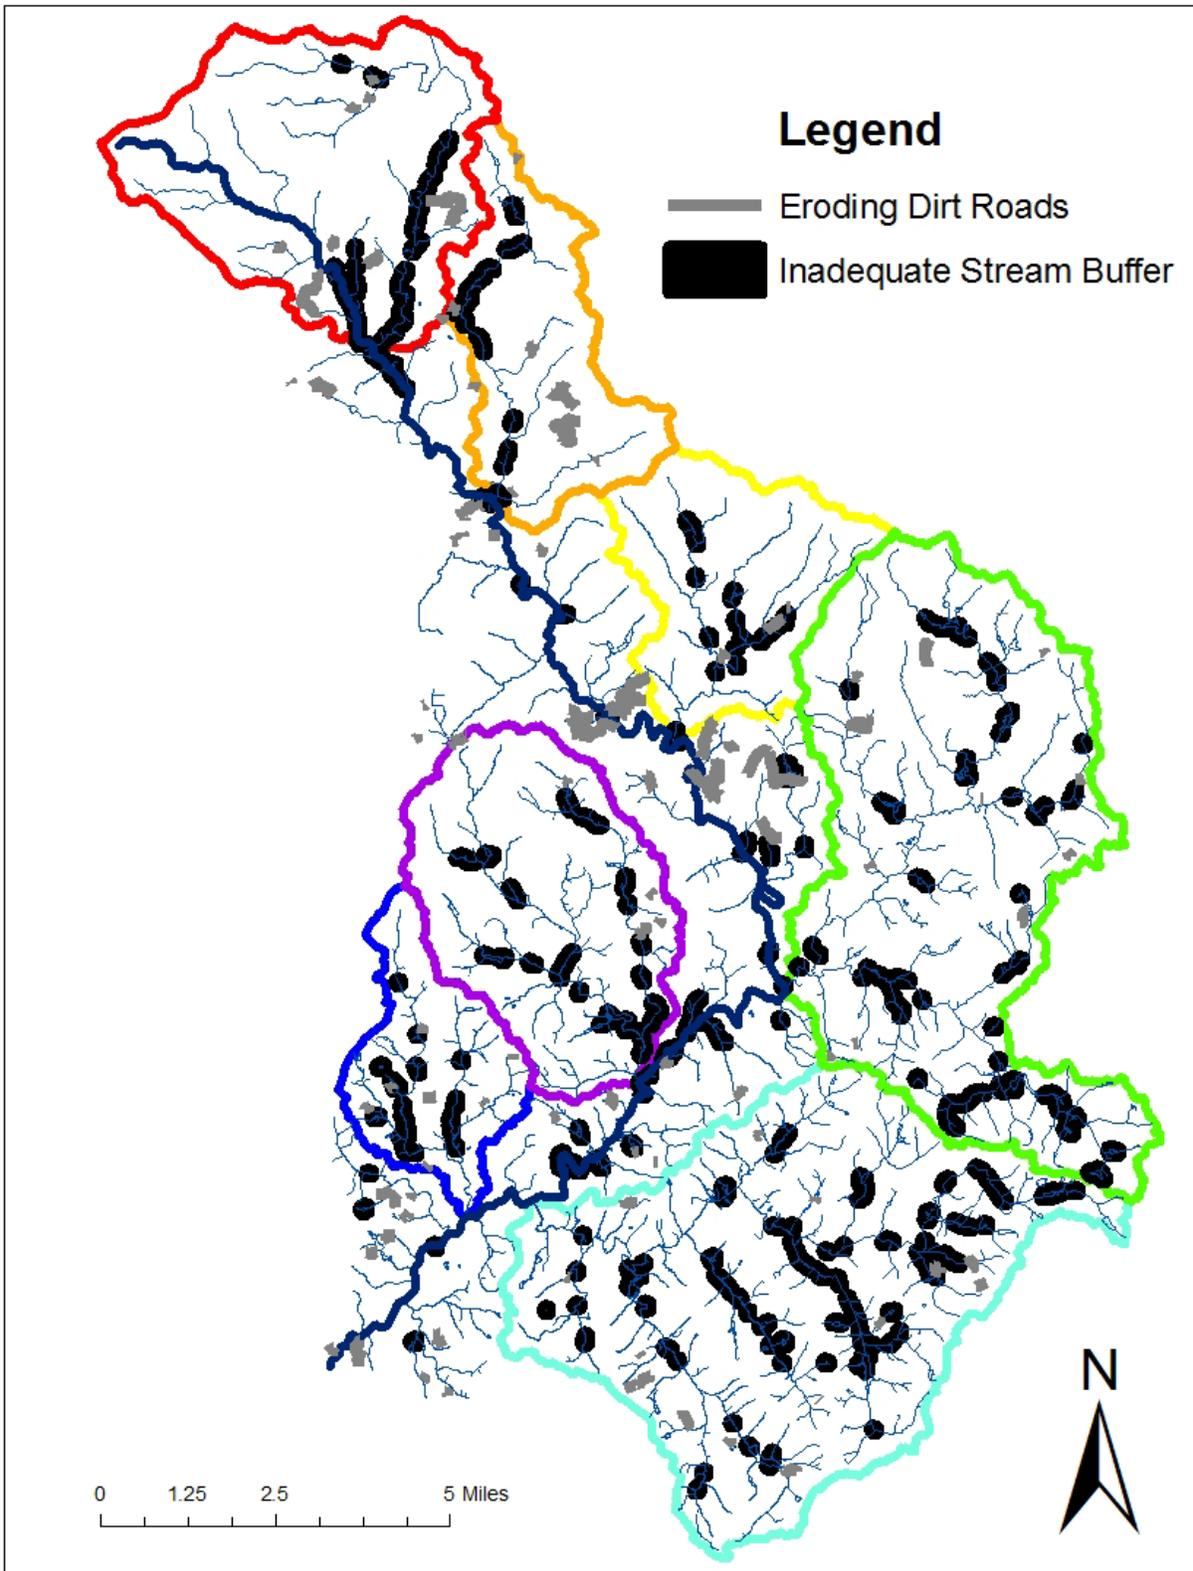 Legend
Eroding Dirt Roads
Inadequate Stream Buffer
N
0 1.25 2.5 5 Miles